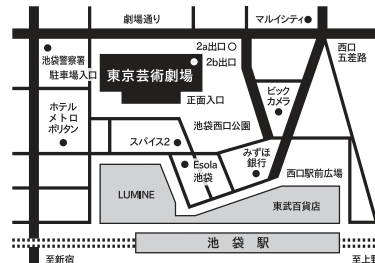 劇場通り
マルイシティ
2a出口
池袋警察署
西口
五差路
駐車場入口
東京芸術劇場
2b出口
正面入口
ビック
カメラ
ホテル
メトロ
ポリタン
池袋西口公園
スパイス2
みずほ
銀行
Esola
池袋
西口駅前広場
LUMINE
東武百貨店
池袋駅
至新宿
至上野